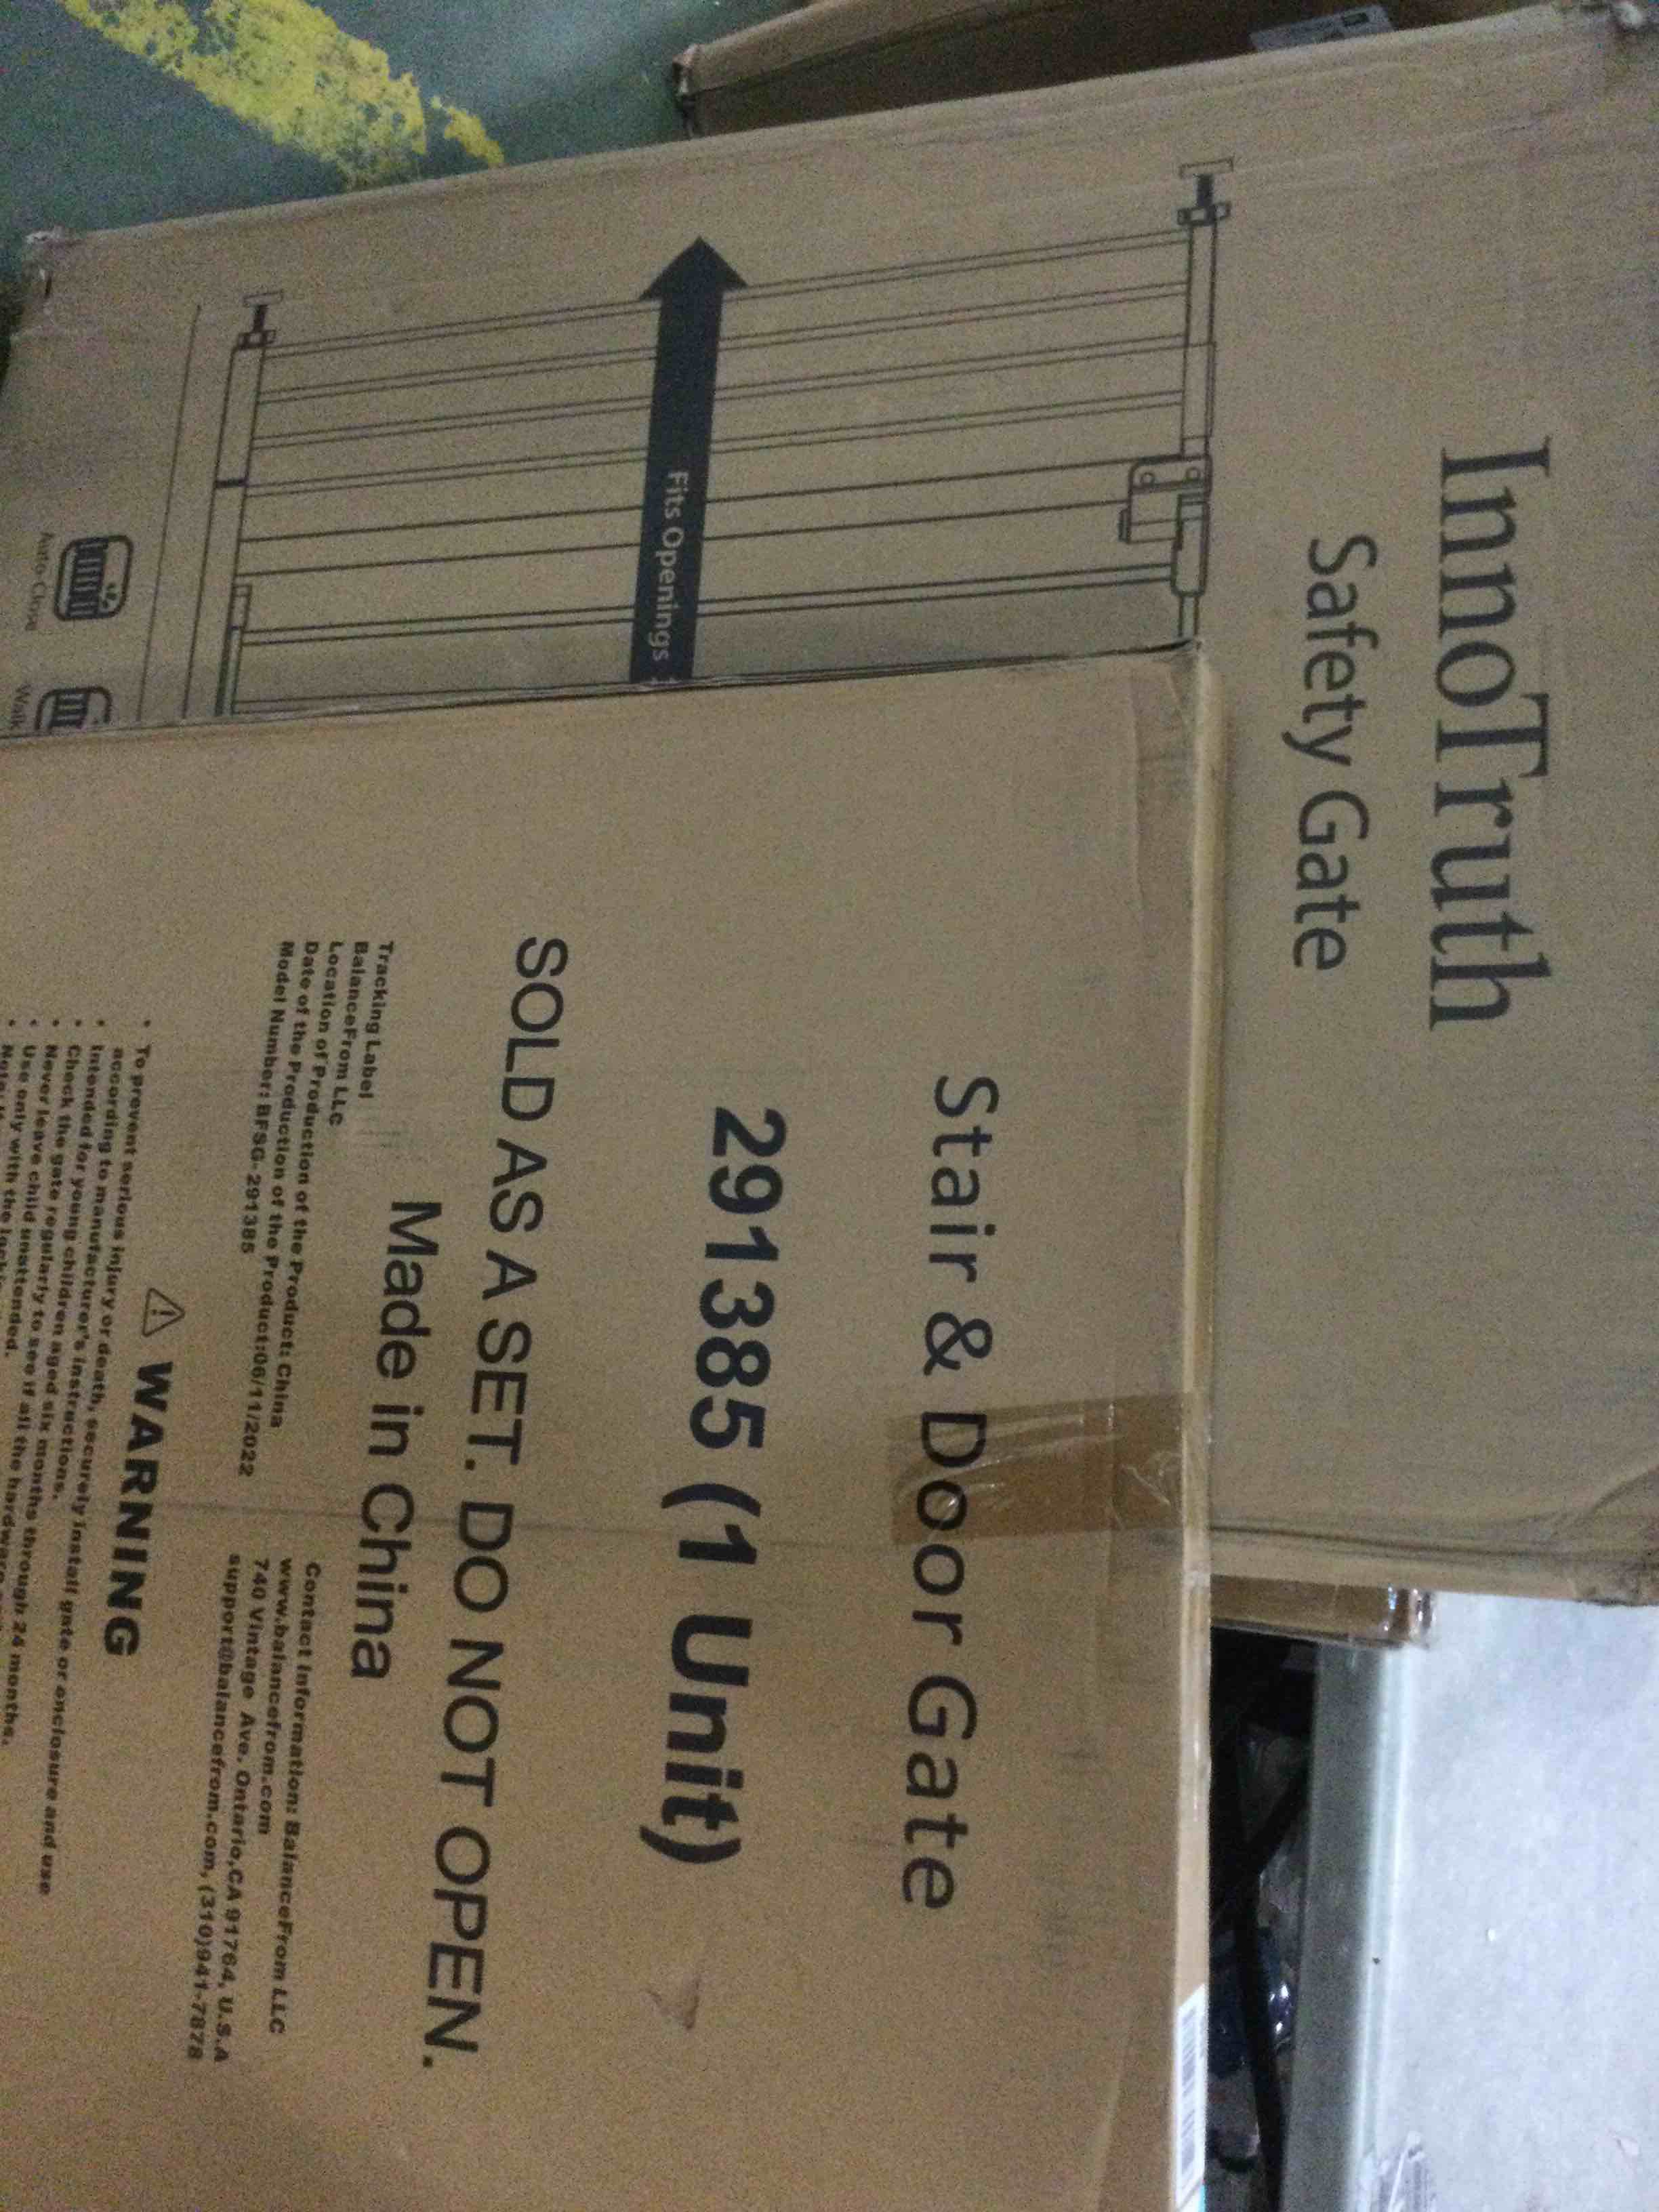 InnoTruth
Safety Gate
Fits Openings
Auto-Close
Walk
Stair & Door Gate
291385 (1 Unit)
SOLD AS A SET. DO NOT OPEN.
Made in China
Tracking Label
BalanceFrom LLC
Location of Production of the Product: China
Date of the Production of the Product:06/11/2022
Model Number: BFSG-291385
Contact Information: BalanceFrom LLC
www.balancefrom.com
740 Vintage Ave. Ontario,CA 91764, U.S.A
support@balancefrom.com, (310)941-7878
⚠ WARNING
• To prevent serious injury or death, securely install gate or enclosure and use
according to manufacturer's instructions.
• Intended for young children aged six months through 24 months.
• Check the gate regularly to see if all the hardware
• Never leave child unattended.
• Use only with the